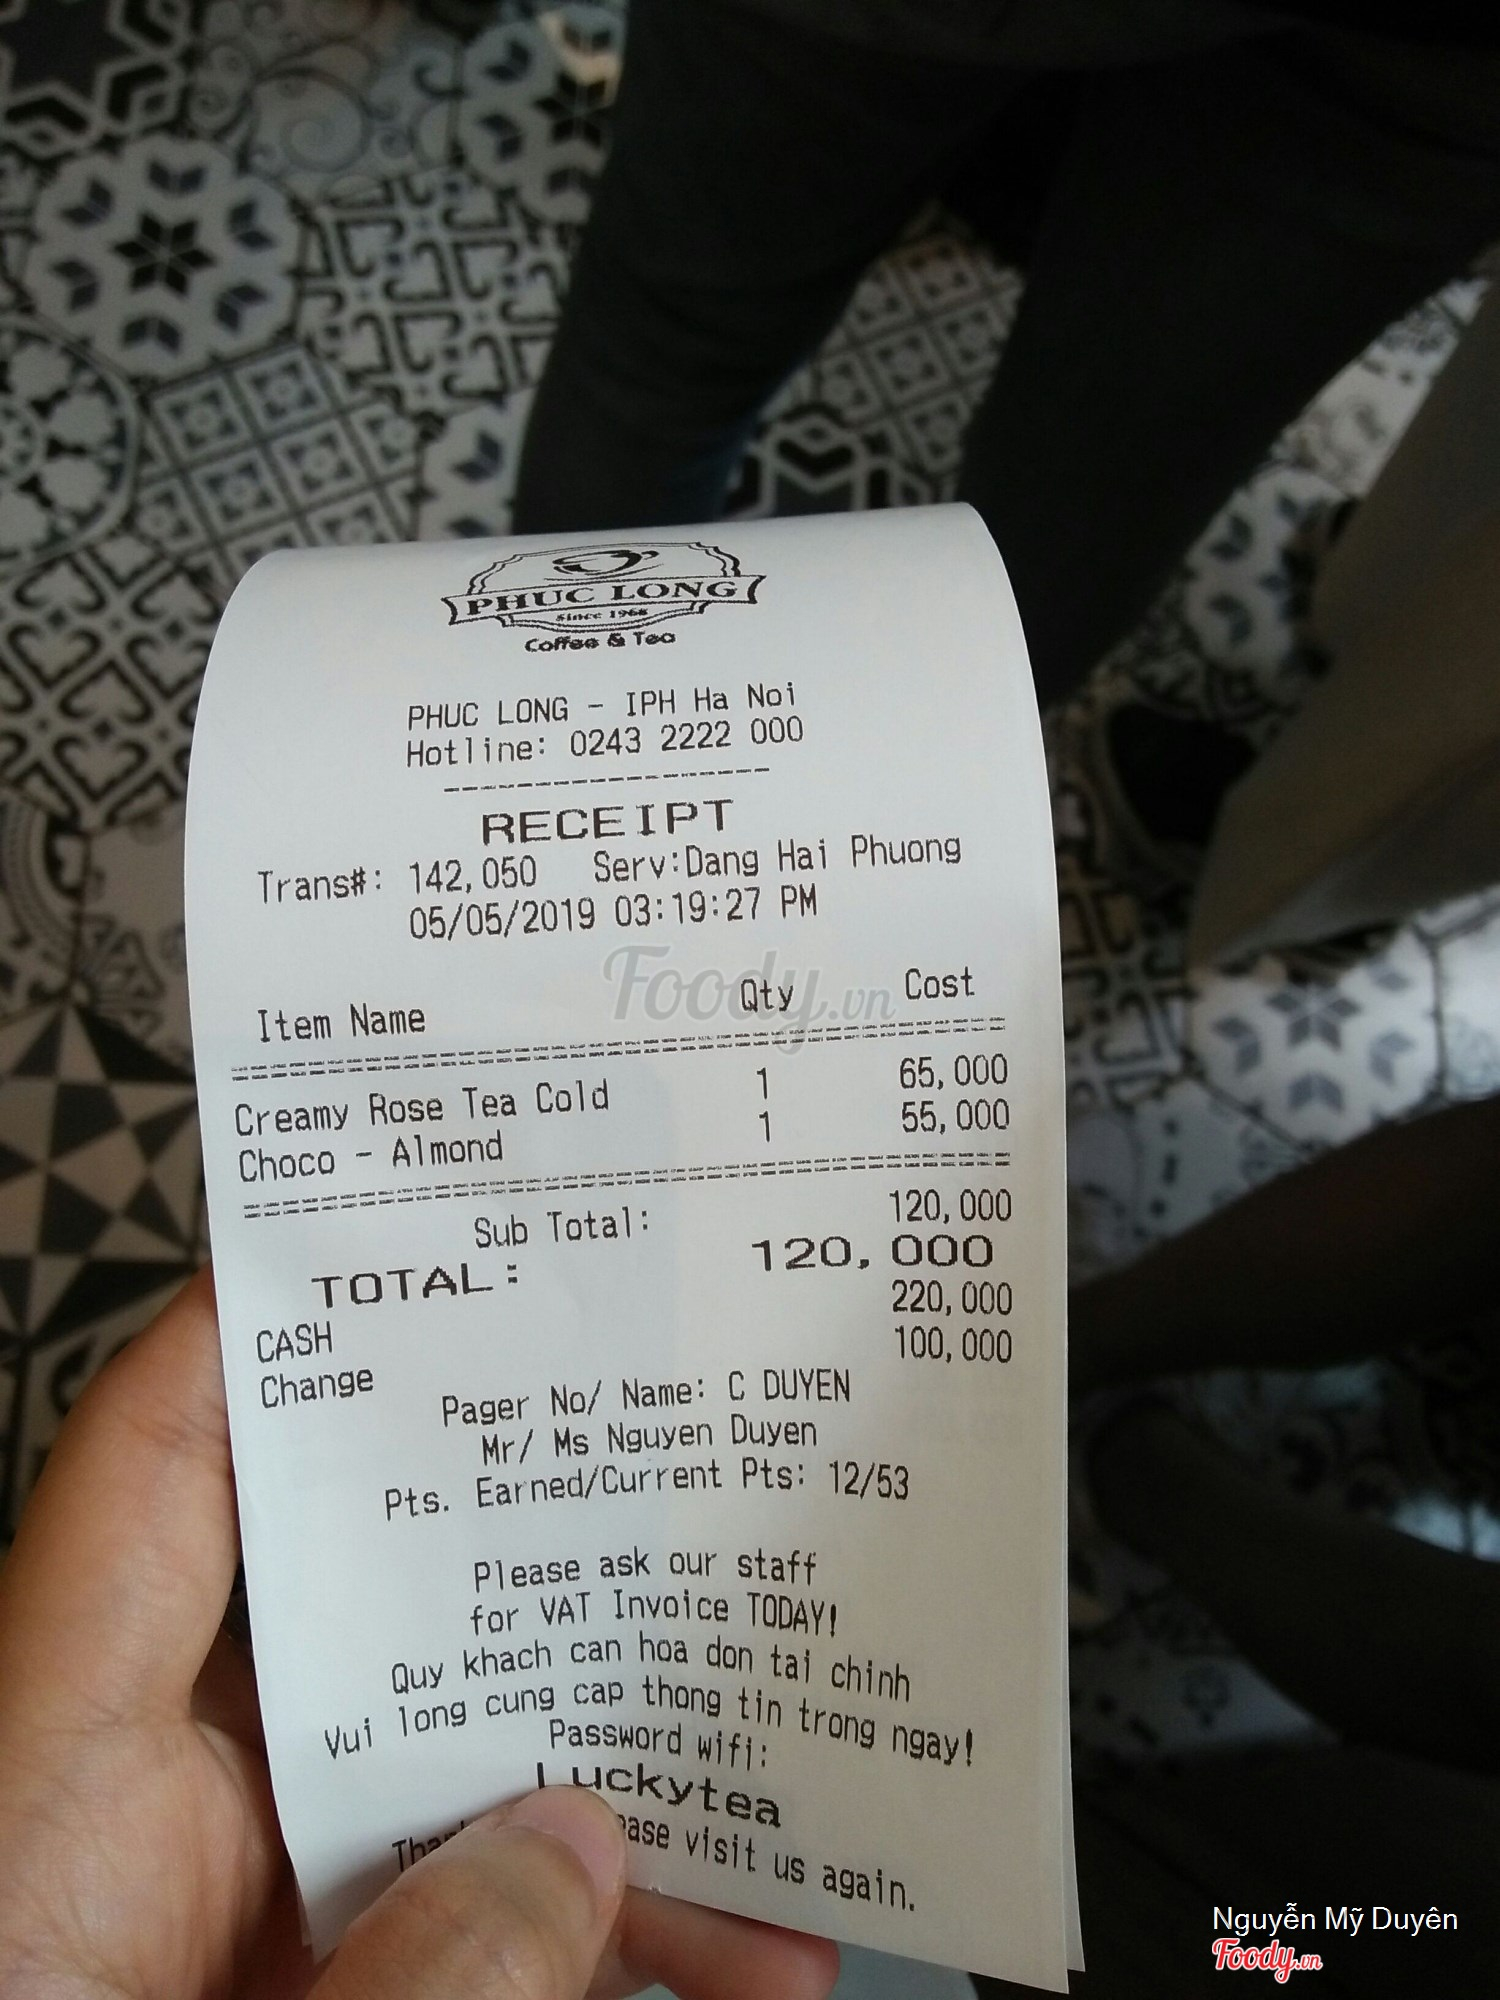 PHUC LONG
since 1968
Coffee & Tea
PHUC LONG - IPH Ha Noi
Hotline: 0243 2222 000
RECEIPT
Trans#: 142,050 Serv:Dang Hai Phuong
05/05/2019 03:19:27 PM
Item Name Qty Cost
Creamy Rose Tea Cold 1 65,000
Choco - Almond 1 55,000
Sub Total: 120,000
TOTAL: 120,000
CASH 220,000
Change 100,000
Pager No/ Name: C DUYEN
Mr/ Ms Nguyen Duyen
Pts. Earned/Current Pts: 12/53
Please ask our staff
for VAT Invoice TODAY!
Quy khach can hoa don tai chinh
Vui long cung cap thong tin trong ngay!
Password wifi:
Luckytea
visit us again.
Foody.vn
Nguyễn Mỹ Duyên
Foody.vn